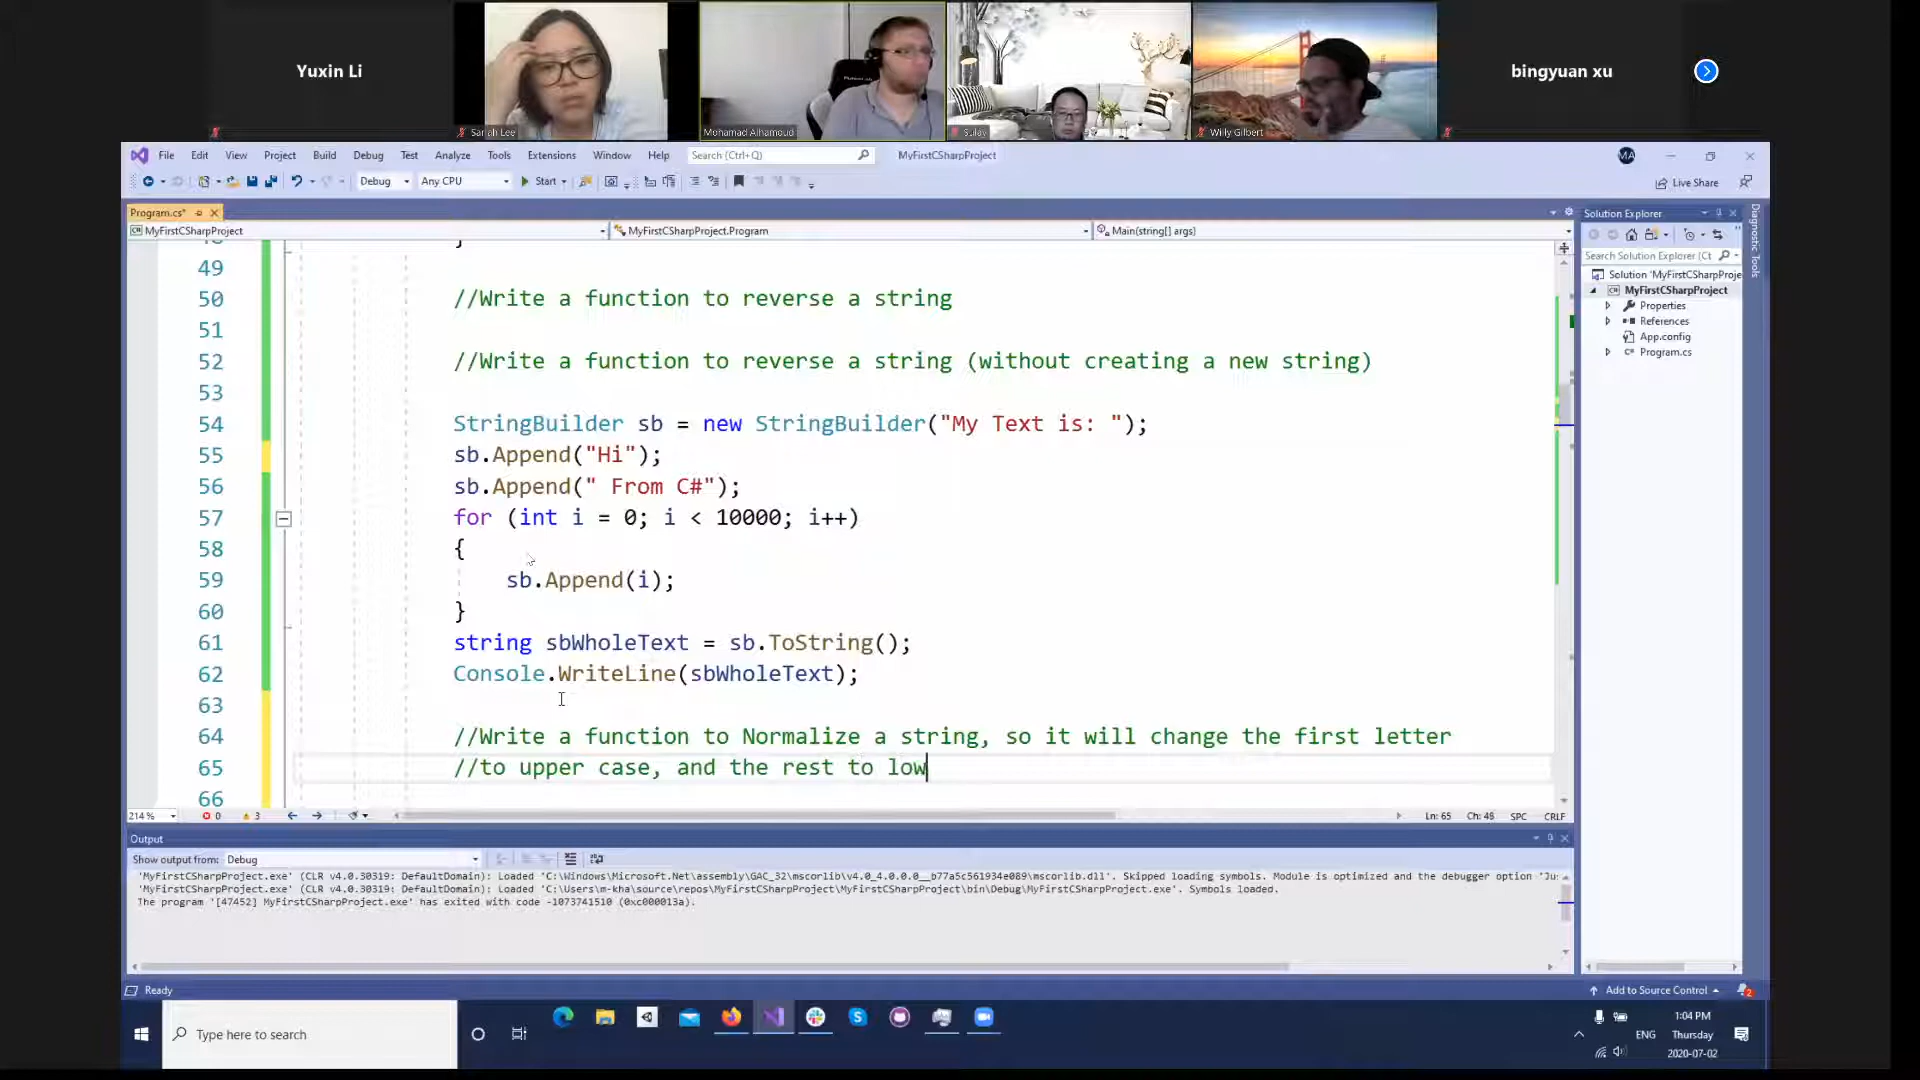 Yuxin Li
bingyuan xu
Sarah Lee
Mohamad Alhamoud
Sulay
Willy Gilbert
File Edit View Project Build Debug Test Analyze Tools Extensions Window Help Search (Ctrl+Q) MyFirstCSharpProject MA
Debug Any CPU Start Live Share
Program.cs*
MyFirstCSharpProject MyFirstCSharpProject.Program Main(string[] args)
Solution Explorer
Search Solution Explorer (Ct
Solution 'MyFirstCSharpProje
MyFirstCSharpProject
Properties
References
App.config
Program.cs
Diagnostic Tools
48 }
49
50 //Write a function to reverse a string
51
52 //Write a function to reverse a string (without creating a new string)
53
54 StringBuilder sb = new StringBuilder("My Text is: ");
55 sb.Append("Hi");
56 sb.Append(" From C#");
57 for (int i = 0; i < 10000; i++)
58 {
59 sb.Append(i);
60 }
61 string sbWholeText = sb.ToString();
62 Console.WriteLine(sbWholeText);
63
64 //Write a function to Normalize a string, so it will change the first letter
65 //to upper case, and the rest to low
66
214 % 0 3 Ln: 65 Ch: 48 SPC CRLF
Output
Show output from: Debug
'MyFirstCSharpProject.exe' (CLR v4.0.30319: DefaultDomain): Loaded 'C:\Windows\Microsoft.Net\assembly\GAC_32\mscorlib\v4.0_4.0.0.0__b77a5c561934e089\mscorlib.dll'. Skipped loading symbols. Module is optimized and the debugger option 'Ju
'MyFirstCSharpProject.exe' (CLR v4.0.30319: DefaultDomain): Loaded 'C:\Users\m-kha\source\repos\MyFirstCSharpProject\MyFirstCSharpProject\bin\Debug\MyFirstCSharpProject.exe'. Symbols loaded.
The program '[47452] MyFirstCSharpProject.exe' has exited with code -1073741510 (0xc000013a).
Ready Add to Source Control 2
Type here to search
1:04 PM
ENG Thursday
2020-07-02